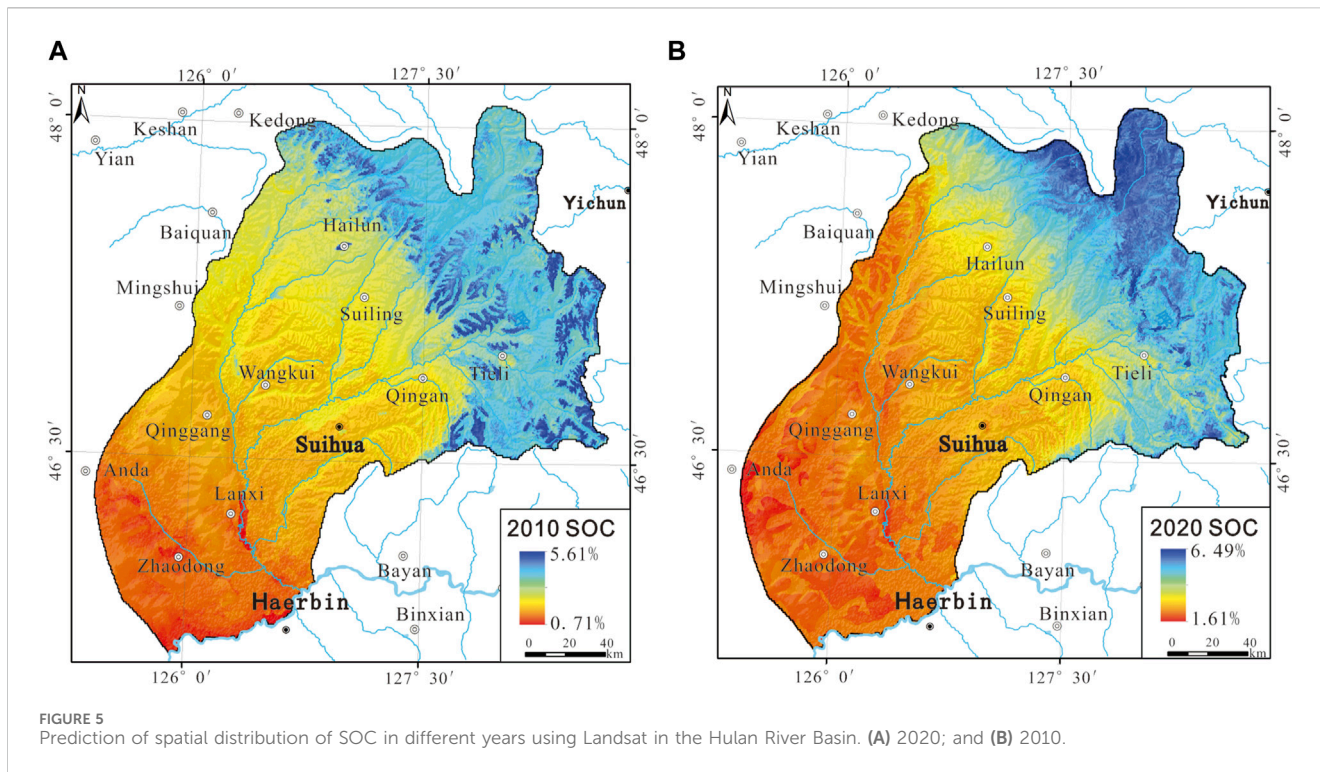 A
126° 0′
127° 30′
N
48° 0′
48° 0′
Keshan
Kedong
Yian
Yichun
Baiquan
Hailun
Mingshui
Suiling
Wangkui
Tieli
Qingan
Qinggang
Suihua
46° 30′
46° 30′
Anda
Lanxi
Zhaodong
Bayan
Haerbin
Binxian
2010 SOC
5.61%
0.71%
0 20 40
km
126° 0′
127° 30′
B
126° 0′
127° 30′
N
48° 0′
48° 0′
Keshan
Kedong
Yian
Yichun
Baiquan
Hailun
Mingshui
Suiling
Wangkui
Tieli
Qingan
Qinggang
Suihua
46° 30′
46° 30′
Anda
Lanxi
Zhaodong
Bayan
Haerbin
Binxian
2020 SOC
6.49%
1.61%
0 20 40
km
126° 0′
127° 30′
FIGURE 5
Prediction of spatial distribution of SOC in different years using Landsat in the Hulan River Basin. (A) 2020; and (B) 2010.